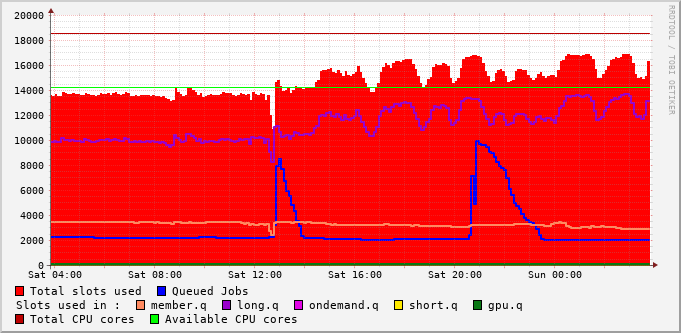 20000
18000
16000
14000
12000
10000
8000
6000
4000
2000
0
Sat 04:00 Sat 08:00 Sat 12:00 Sat 16:00 Sat 20:00 Sun 00:00
RRDTOOL / TOBI OETIKER
Total slots used Queued Jobs
Slots used in : member.q long.q ondemand.q short.q gpu.q
Total CPU cores Available CPU cores